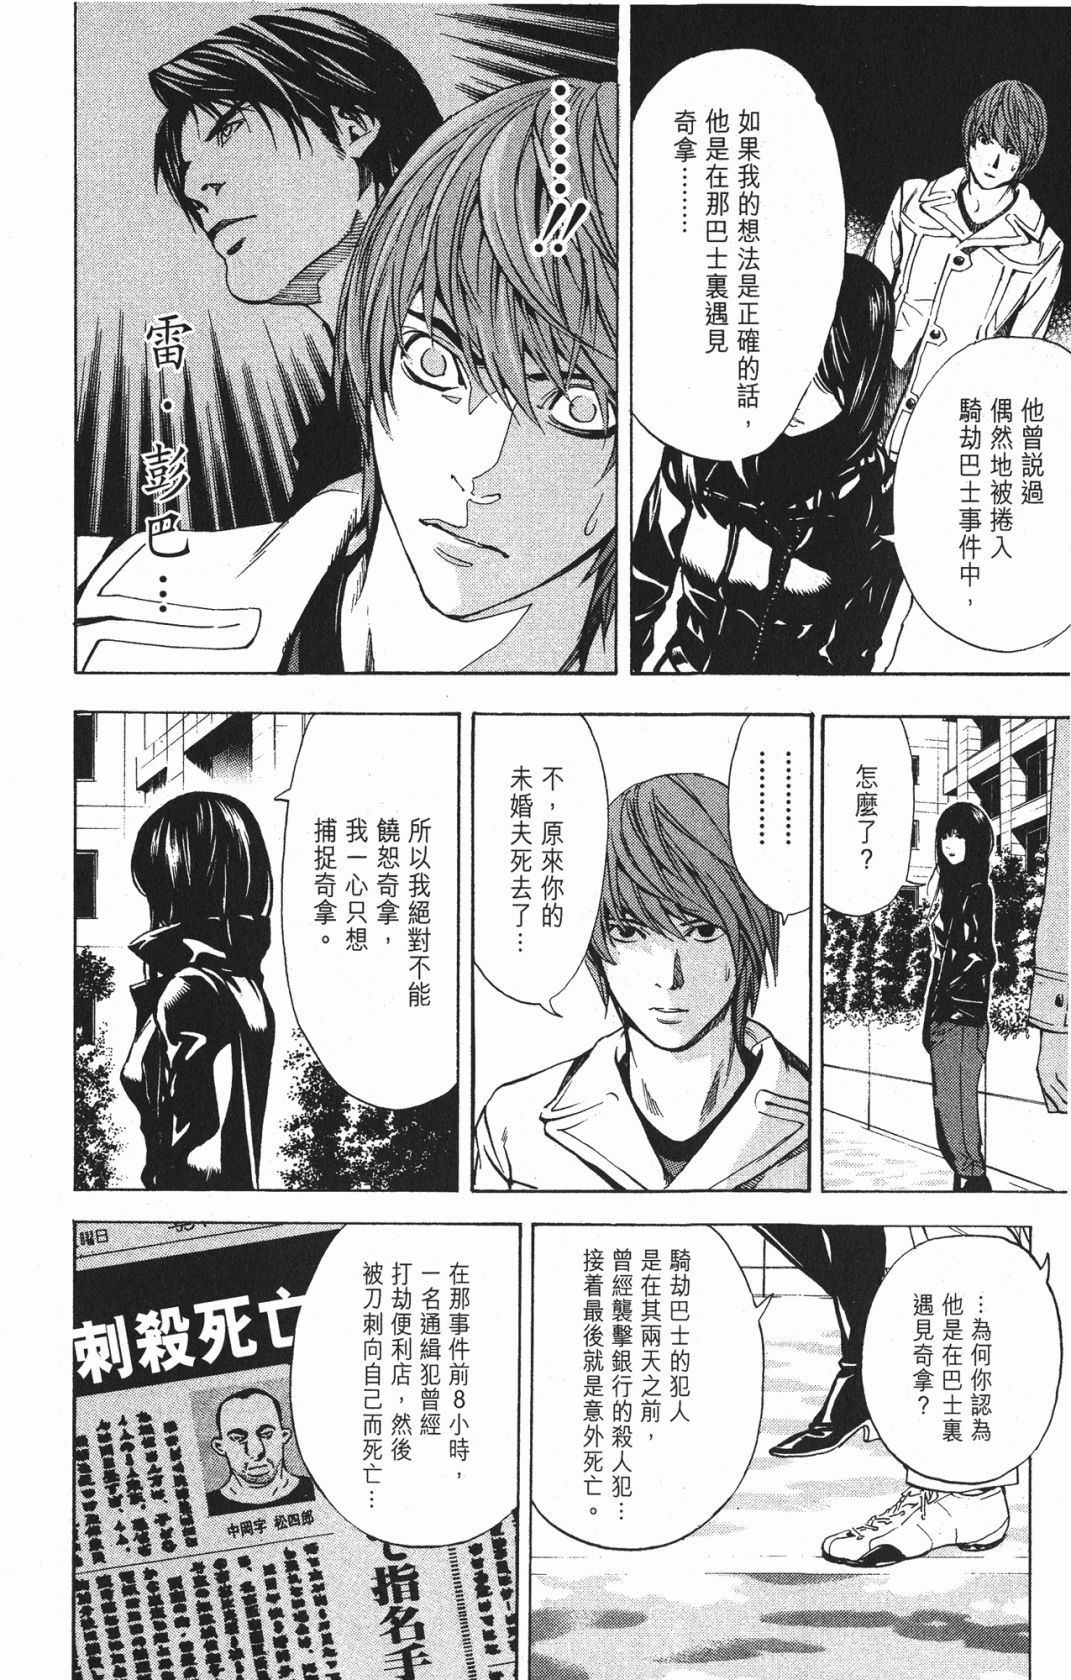 他曾説過
偶然地被捲入
騎劫巴士事件中，
如果我的想法是正確的話，
他是在那巴士裏遇見
奇拿………
……!!
雷・彭巴…
怎麼了？
…………
不，原來你的
未婚夫死去了…
所以我絕對不能
饒恕奇拿，
我一心只想
捕捉奇拿。
…為何你認為
他是在巴士裏
遇見奇拿？
騎劫巴士的犯人
是在其兩天之前，
曾經襲擊銀行的殺人犯…
接着最後就是意外死亡。
在那事件前8小時，
一名通緝犯曾經
打劫便利店，然後
被刀刺向自己而死亡…
曜日
刺殺死亡
中岡字 松四郎
指名手